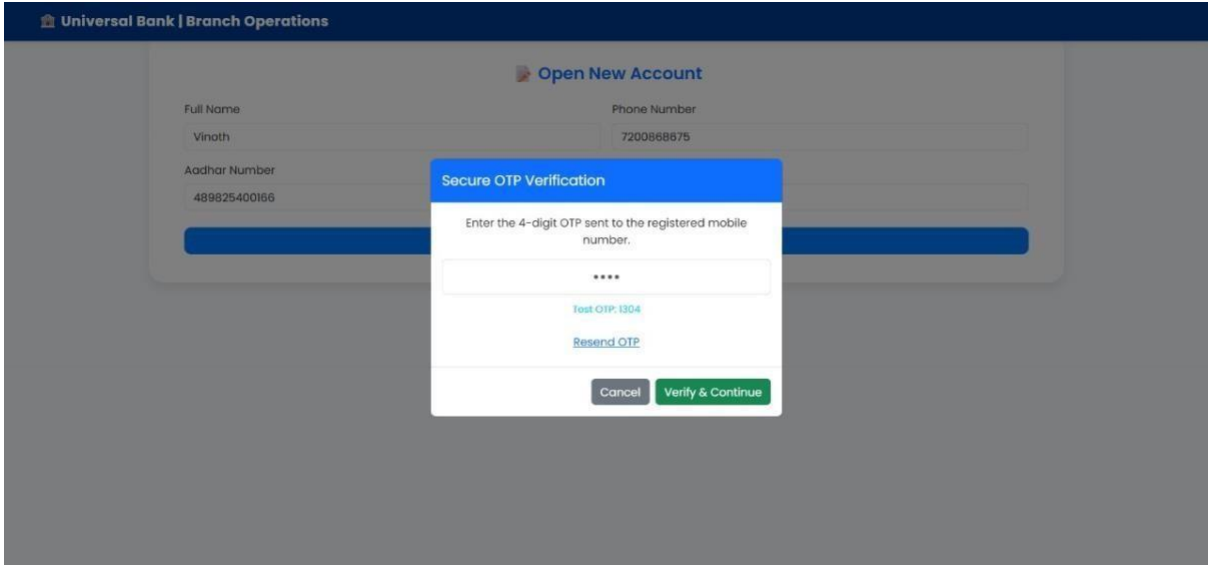 Universal Bank | Branch Operations
Open New Account
Full Name
Phone Number
Vinoth
7200868675
Aadhar Number
489825400166
Secure OTP Verification
Enter the 4-digit OTP sent to the registered mobile
number.
••••
Test OTP: 1304
Resend OTP
Cancel
Verify & Continue